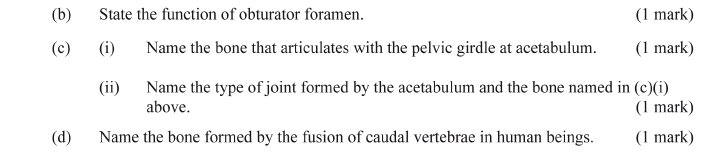 (b) State the function of obturator foramen. (1 mark)
(c) (i) Name the bone that articulates with the pelvic girdle at acetabulum. (1 mark)
(ii) Name the type of joint formed by the acetabulum and the bone named in (c)(i)
above. (1 mark)
(d) Name the bone formed by the fusion of caudal vertebrae in human beings. (1 mark)